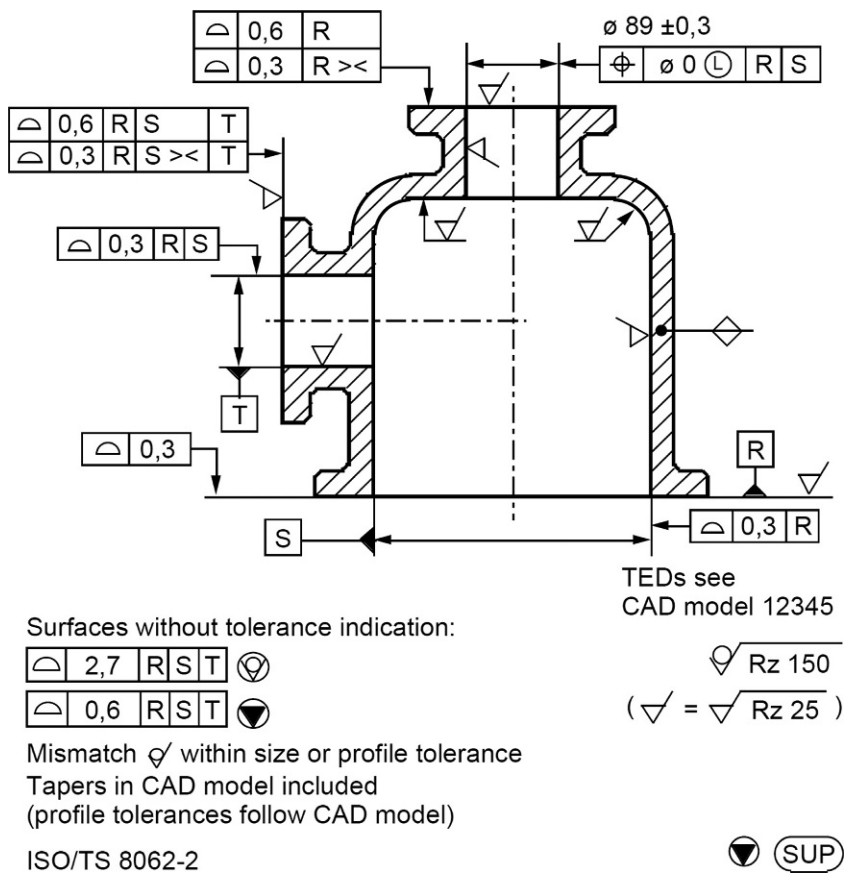 ⌓ 0,6 R
⌓ 0,3 R ><
ø 89 ±0,3
⌖ ø 0 Ⓛ R S
⌓ 0,6 R S T
⌓ 0,3 R S >< T
⌓ 0,3 R S
T
⌓ 0,3
R
S
⌓ 0,3 R
TEDs see
CAD model 12345
Surfaces without tolerance indication:
⌓ 2,7 R S T
⌓ 0,6 R S T
Rz 150
( = Rz 25 )
Mismatch within size or profile tolerance
Tapers in CAD model included
(profile tolerances follow CAD model)
ISO/TS 8062-2
SUP